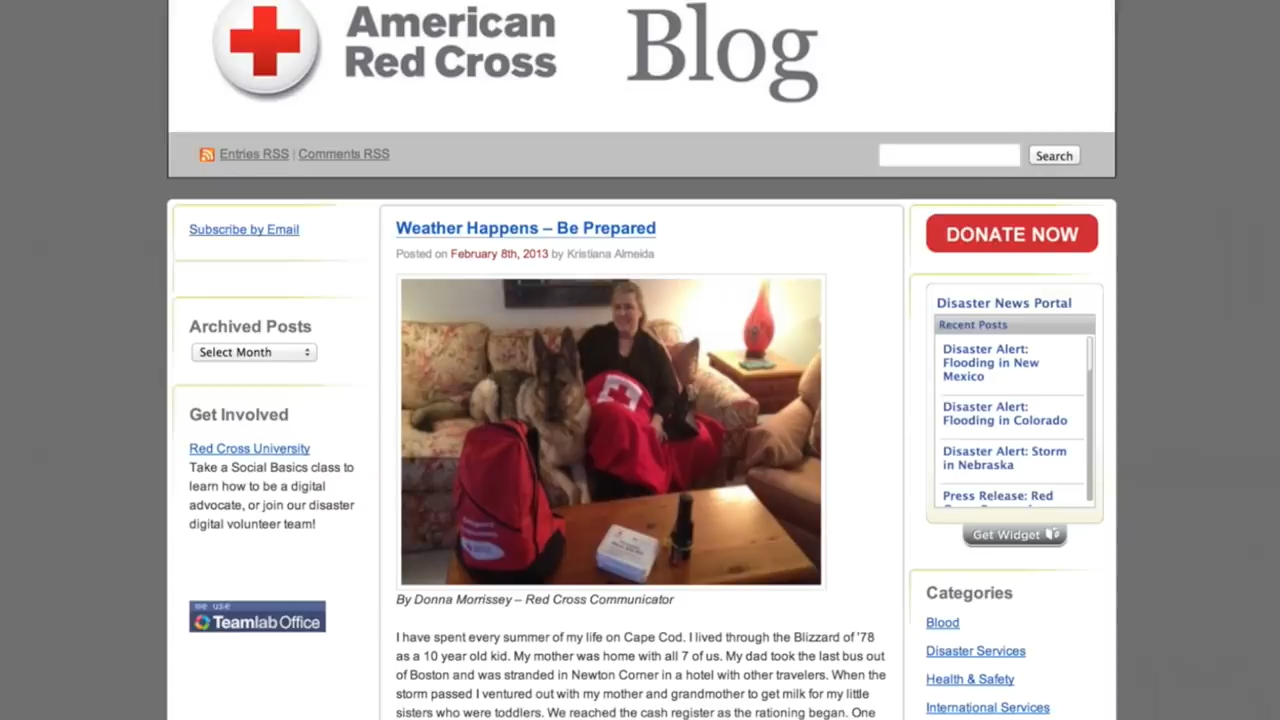 American
Red Cross
Blog
Entries RSS | Comments RSS
Search
Subscribe by Email
Archived Posts
Select Month
Get Involved
Red Cross University
Take a Social Basics class to
learn how to be a digital
advocate, or join our disaster
digital volunteer team!
we use
Teamlab Office
Weather Happens – Be Prepared
Posted on February 8th, 2013 by Kristiana Almeida
By Donna Morrissey – Red Cross Communicator
I have spent every summer of my life on Cape Cod. I lived through the Blizzard of '78
as a 10 year old kid. My mother was home with all 7 of us. My dad took the last bus out
of Boston and was stranded in Newton Corner in a hotel with other travelers. When the
storm passed I ventured out with my mother and grandmother to get milk for my little
sisters who were toddlers. We reached the cash register as the rationing began. One
DONATE NOW
Disaster News Portal
Recent Posts
Disaster Alert:
Flooding in New
Mexico
Disaster Alert:
Flooding in Colorado
Disaster Alert: Storm
in Nebraska
Press Release: Red
Get Widget
Categories
Blood
Disaster Services
Health & Safety
International Services